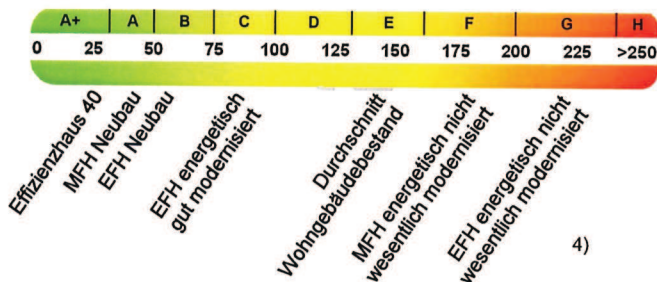 A+ A B C D E F G H
0 25 50 75 100 125 150 175 200 225 >250
Effizienzhaus 40
MFH Neubau
EFH Neubau
EFH energetisch
gut modernisiert
Durchschnitt
Wohngebäudebestand
MFH energetisch nicht
wesentlich modernisiert
EFH energetisch nicht
wesentlich modernisiert
4)